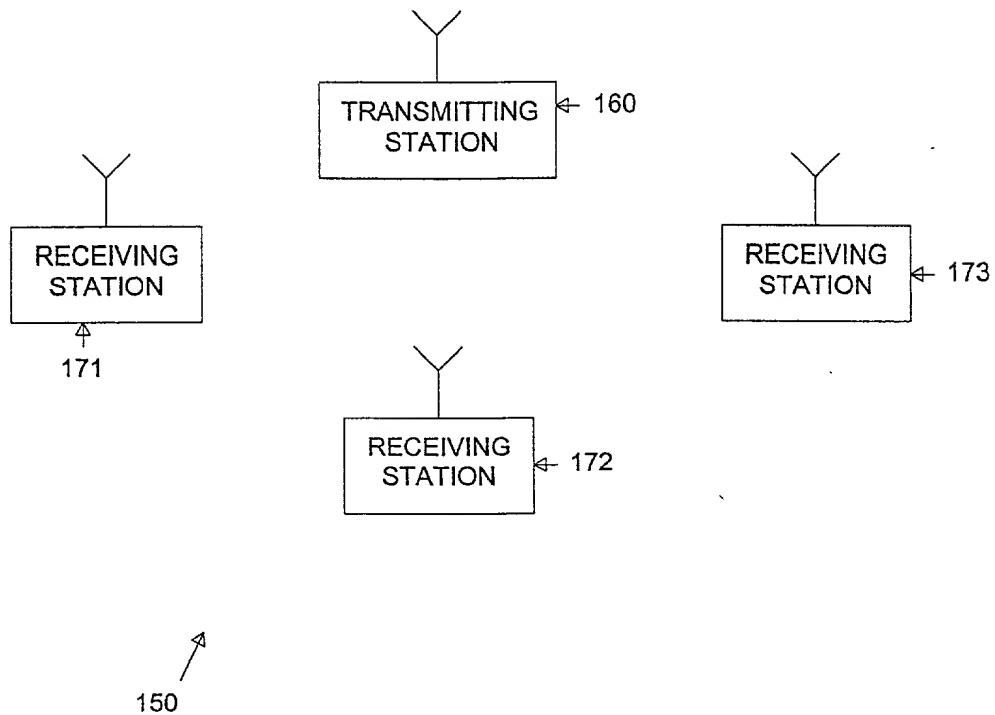 TRANSMITTING
STATION
160
RECEIVING
STATION
171
RECEIVING
STATION
173
RECEIVING
STATION
172
150